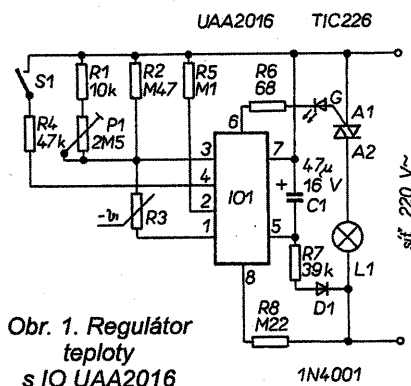 UAA2016 TIC226
S1
R1
10k
R2
M47
R5
M1
R6
68
G
A1
A2
R4
47k
P1
2M5
6
3
7
47µ
16 V
C1
+
4
IO1
2
R3
1
5
R7
39k
L1
síť 220 V~
8
D1
R8
M22
1N4001
Obr. 1. Regulátor
teploty
s IO UAA2016